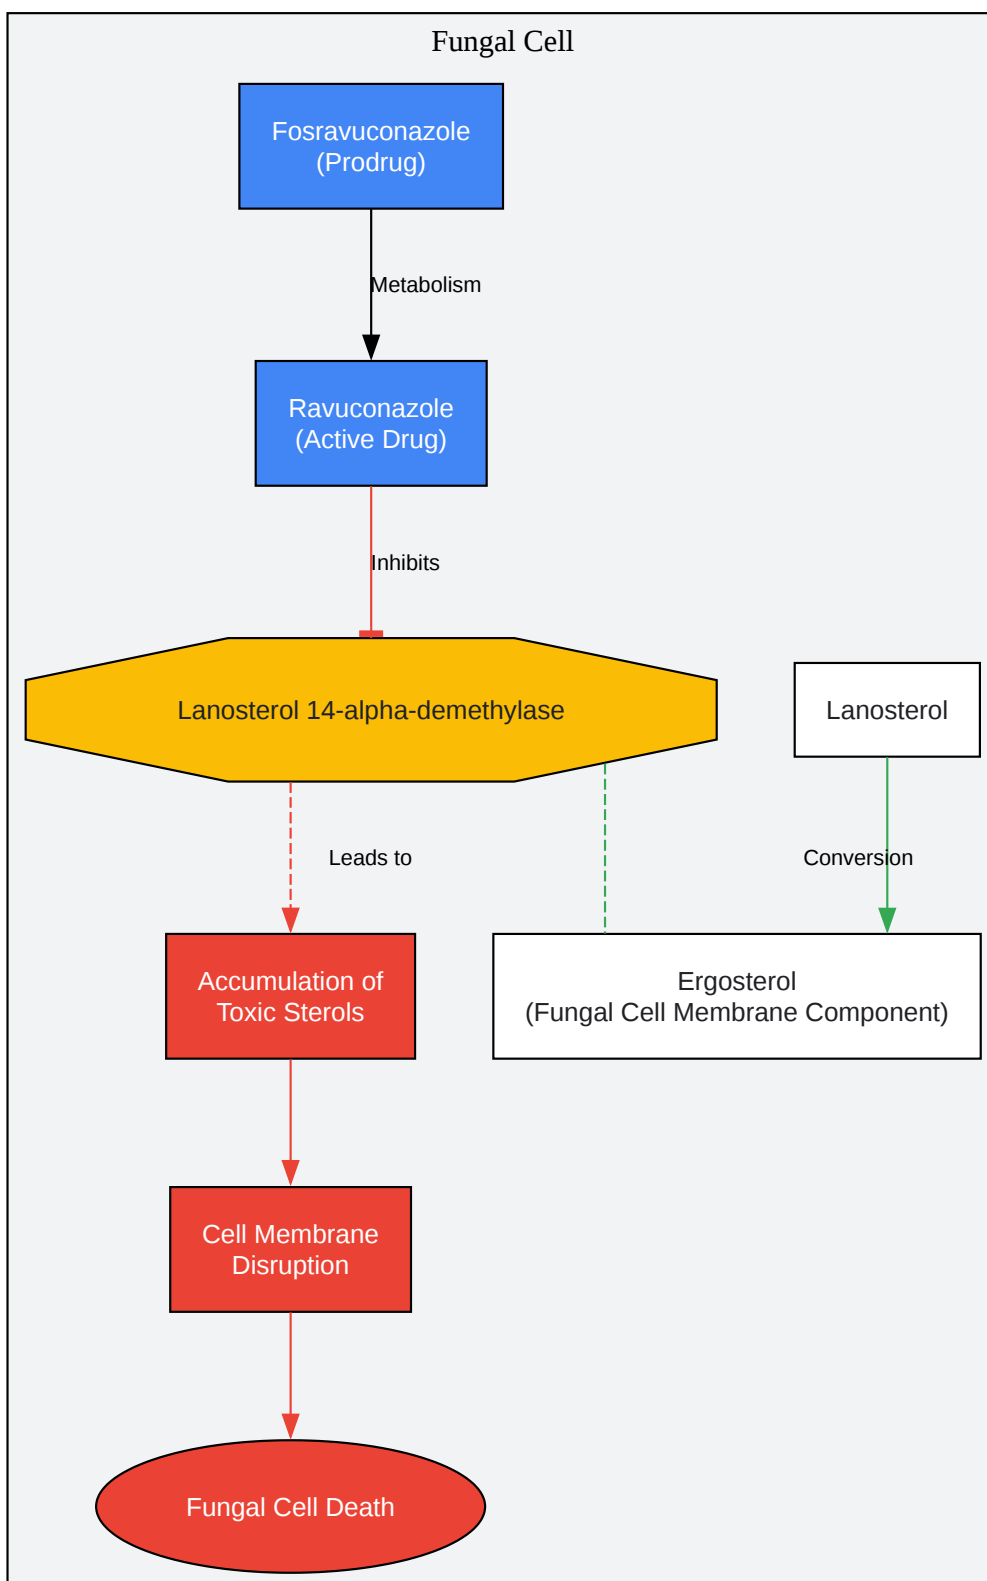 Fungal Cell
Fosravuconazole
(Prodrug)
Metabolism
Ravuconazole
(Active Drug)
Inhibits
Lanosterol 14-alpha-demethylase
Lanosterol
Leads to
Conversion
Accumulation of
Toxic Sterols
Ergosterol
(Fungal Cell Membrane Component)
Cell Membrane
Disruption
Fungal Cell Death